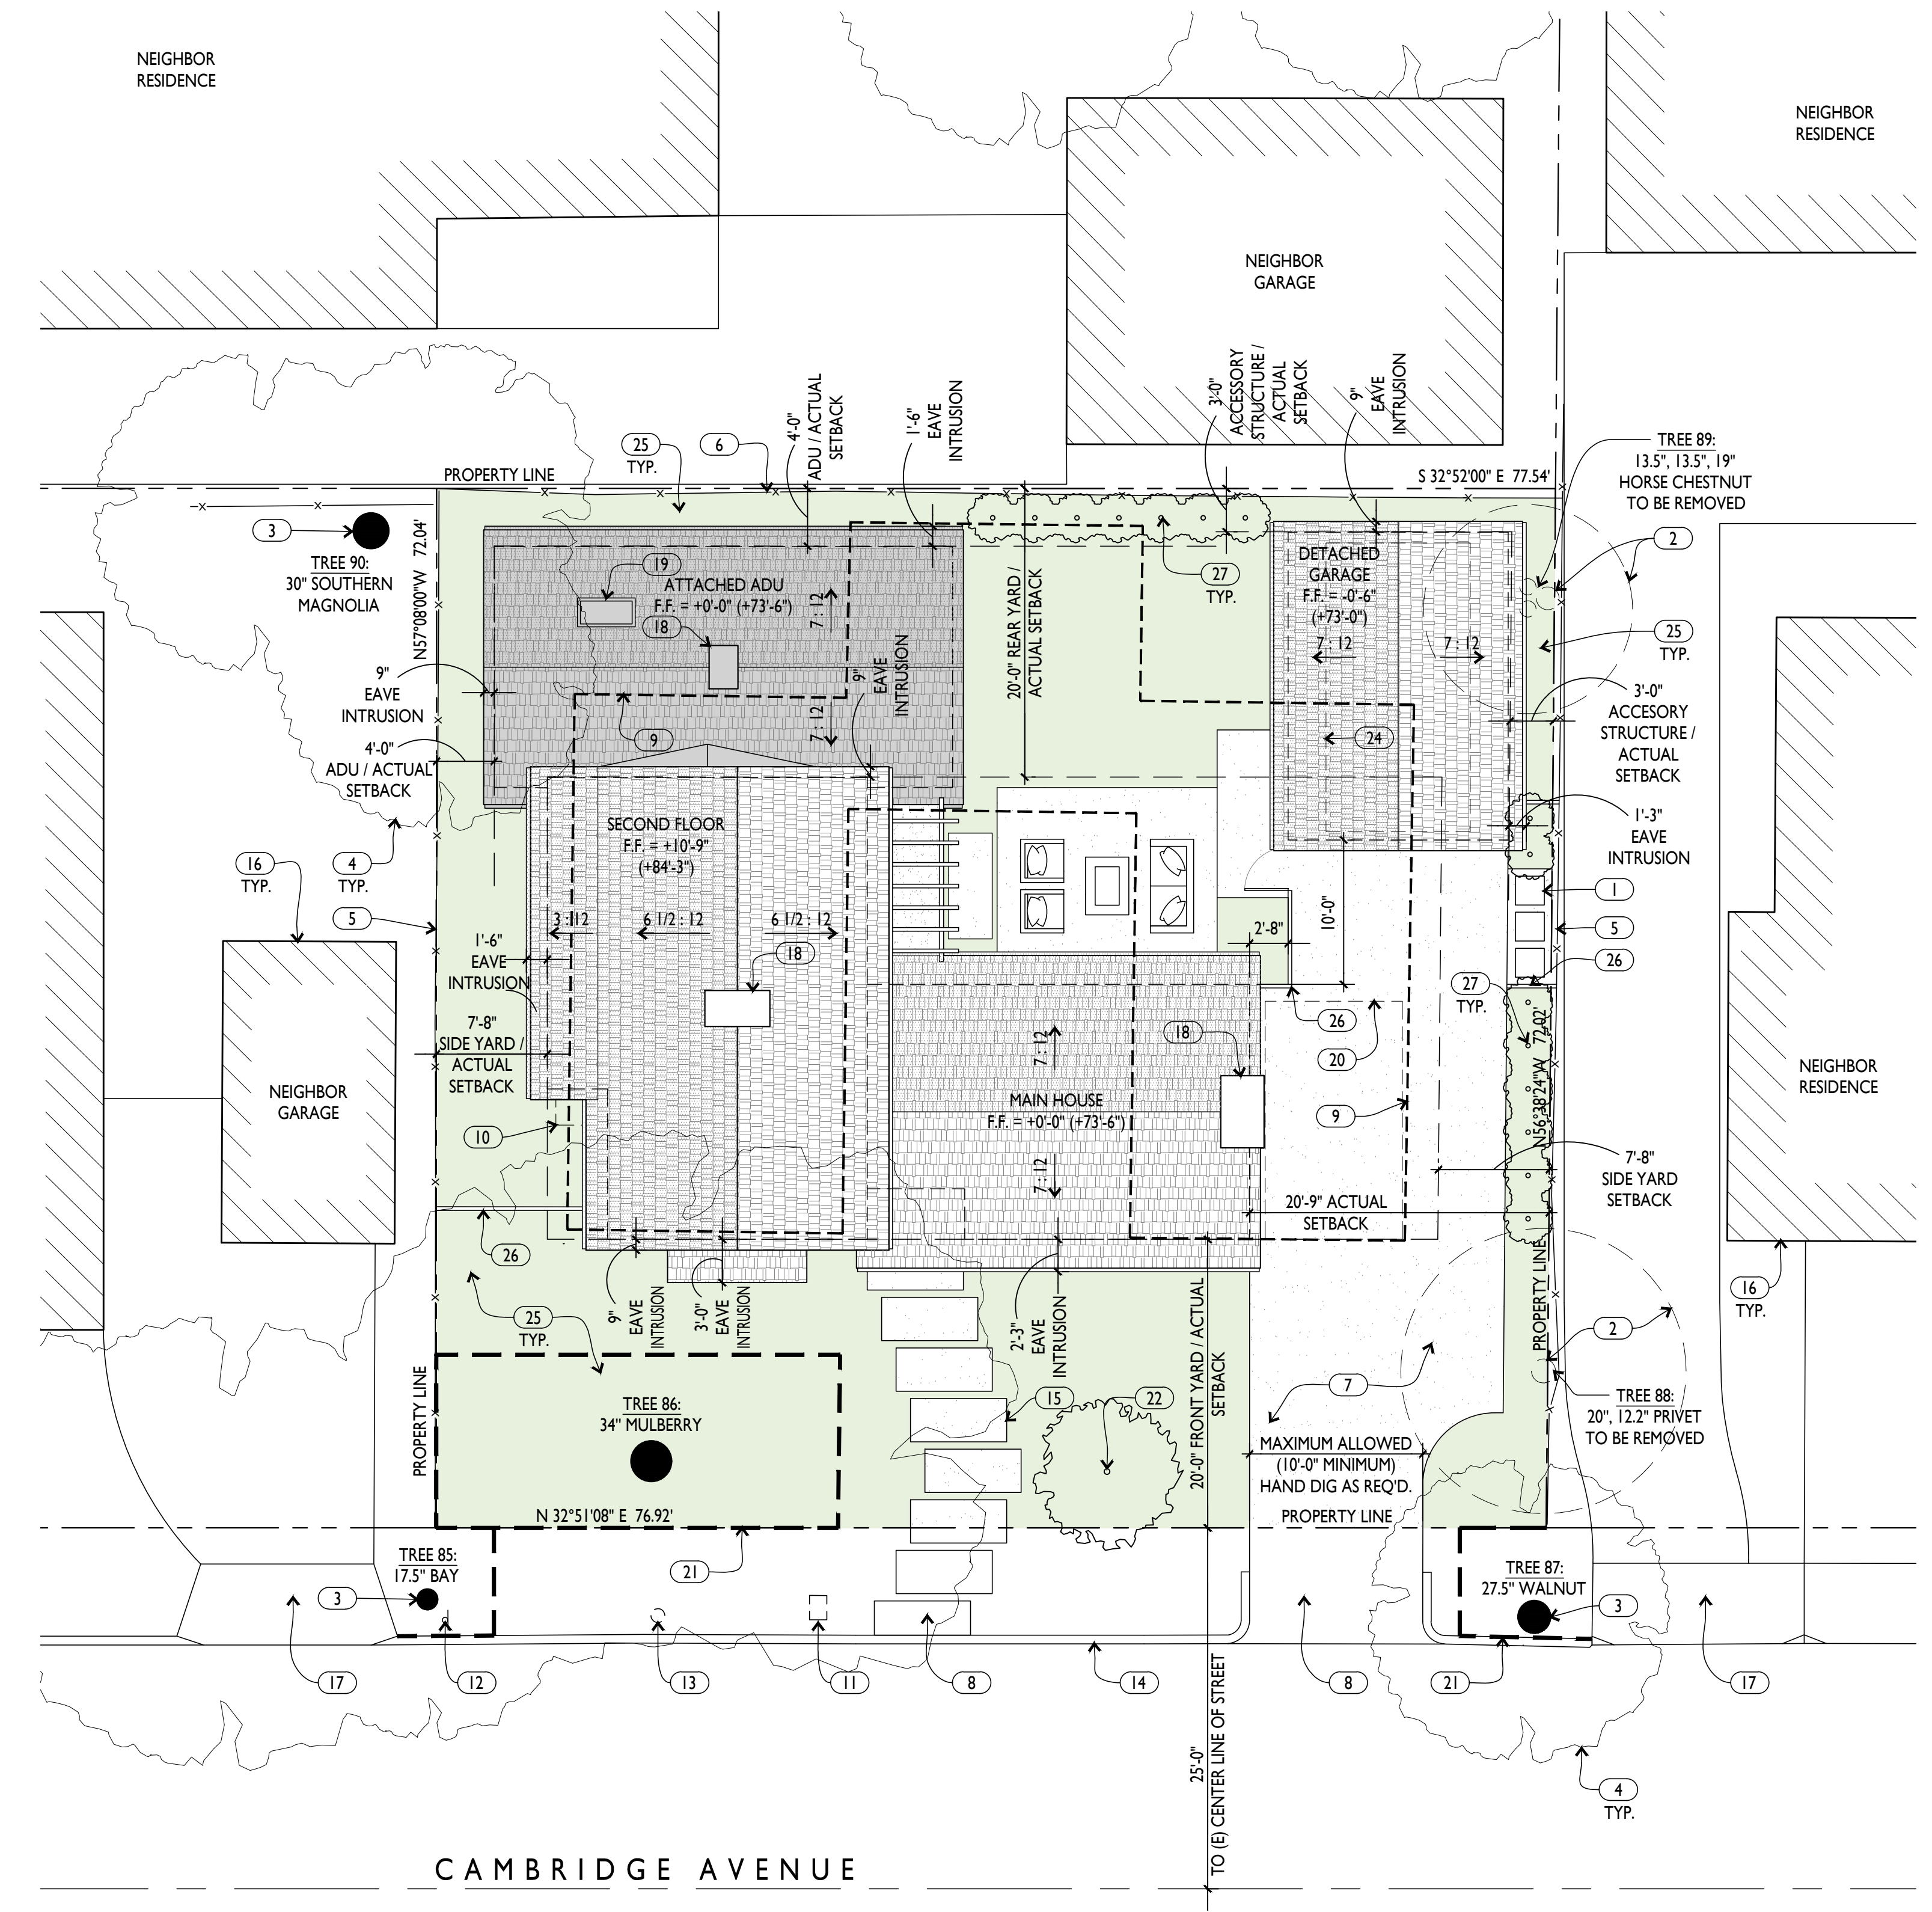 NEIGHBOR
RESIDENCE
NEIGHBOR
RESIDENCE
NEIGHBOR
GARAGE
4'-0"
ADU / ACTUAL
SETBACK
1'-6"
EAVE
INTRUSION
3'-0"
ACCESSORY
STRUCTURE /
ACTUAL
SETBACK
9"
EAVE
INTRUSION
25
TYP.
6
PROPERTY LINE
S 32°52'00" E 77.54'
TREE 89:
13.5", 13.5", 19"
HORSE CHESTNUT
TO BE REMOVED
3
TREE 90:
30" SOUTHERN
MAGNOLIA
N57°08'00"W 72.04'
19
ATTACHED ADU
F.F. = +0'-0" (+73'-6")
18
7 : 12
7 : 12
9
9"
EAVE
INTRUSION
20'-0" REAR YARD /
ACTUAL SETBACK
27
TYP.
DETACHED
GARAGE
F.F. = -0'-6"
(+73'-0")
7 : 12
7 : 12
24
2
25
TYP.
3'-0"
ACCESORY
STRUCTURE /
ACTUAL
SETBACK
1'-3"
EAVE
INTRUSION
9"
EAVE
INTRUSION
4'-0"
ADU / ACTUAL
SETBACK
16
TYP.
4
TYP.
5
SECOND FLOOR
F.F. = +10'-9"
(+84'-3")
3 : 12
6 1/2 : 12
6 1/2 : 12
18
1'-6"
EAVE
INTRUSION
7'-8"
SIDE YARD /
ACTUAL
SETBACK
10
2'-8"
10'-0"
1
5
26
27
TYP.
26
20
9
18
7 : 12
MAIN HOUSE
F.F. = +0'-0" (+73'-6")
7 : 12
N56°38'24"W 72.02'
NEIGHBOR
GARAGE
NEIGHBOR
RESIDENCE
7'-8"
SIDE YARD
SETBACK
20'-9" ACTUAL
SETBACK
26
25
TYP.
9"
EAVE
INTRUSION
3'-0"
EAVE
INTRUSION
2'-3"
EAVE
INTRUSION
20'-0" FRONT YARD / ACTUAL
SETBACK
PROPERTY LINE
16
TYP.
2
7
PROPERTY LINE
TREE 86:
34" MULBERRY
15
22
TREE 88:
20", 12.2" PRIVET
TO BE REMOVED
MAXIMUM ALLOWED
(10'-0" MINIMUM)
HAND DIG AS REQ'D.
PROPERTY LINE
N 32°51'08" E 76.92'
TREE 85:
17.5" BAY
3
21
TREE 87:
27.5" WALNUT
3
17
12
13
11
8
14
8
21
17
25'-0"
TO (E) CENTER LINE OF STREET
4
TYP.
CAMBRIDGE AVENUE